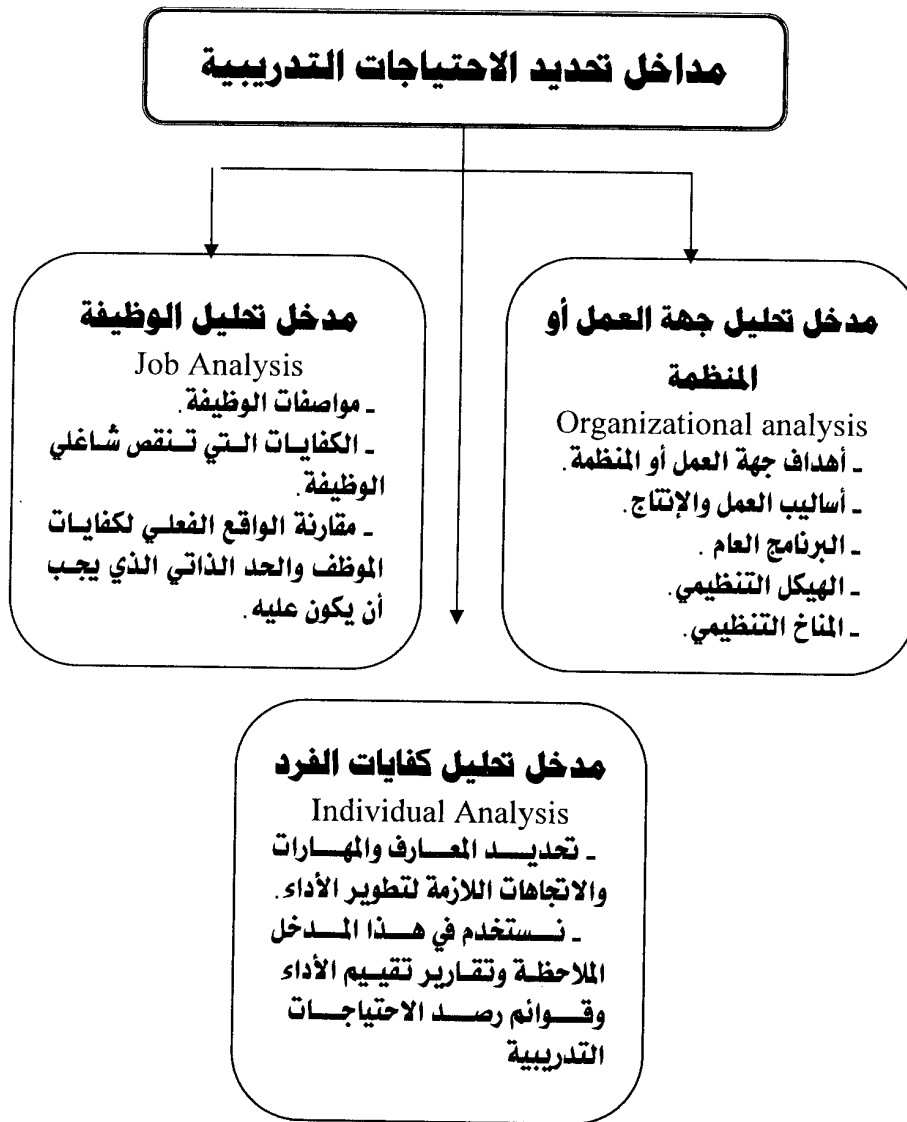 مداخل تحديد الاحتياجات التدريبية
مدخل تحليل جهة العمل أو
المنظمة
Organizational analysis
ـ أهداف جهة العمل أو المنظمة.
ـ أساليب العمل والإنتاج.
ـ البرنامج العام .
ـ الهيكل التنظيمي.
ـ المناخ التنظيمي.
مدخل تحليل الوظيفة
Job Analysis
ـ مواصفات الوظيفة.
ـ الكفايات التي تنقص شاغلي
الوظيفة.
ـ مقارنة الواقع الفعلي لكفايات
الموظف والحد الذاتي الذي يجب
أن يكون عليه.
مدخل تحليل كفايات الفرد
Individual Analysis
ـ تحديد المعارف والمهارات
والاتجاهات اللازمة لتطوير الأداء.
ـ نستخدم في هذا المدخل
الملاحظة وتقارير تقييم الأداء
وقوائم رصد الاحتياجات
التدريبية